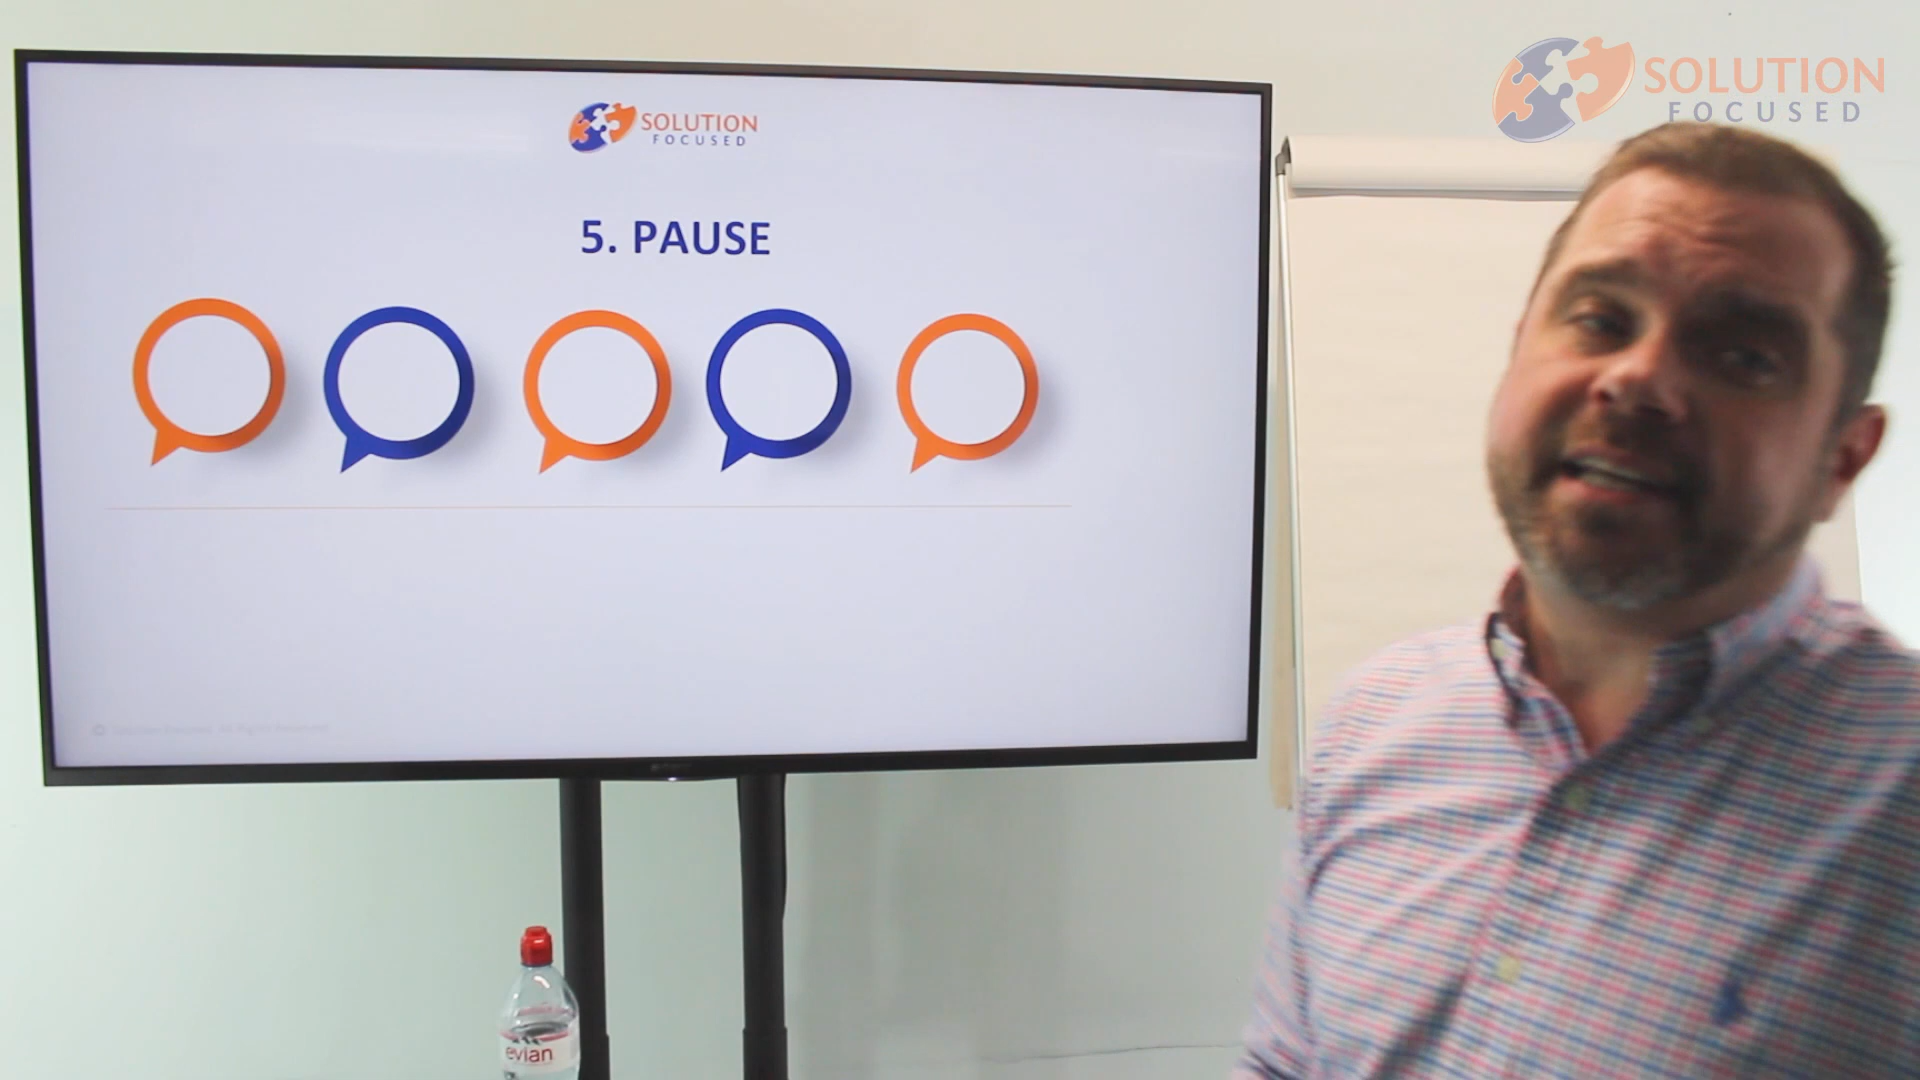 SOLUTION
FOCUSED
SOLUTION
FOCUSED
5. PAUSE
evian